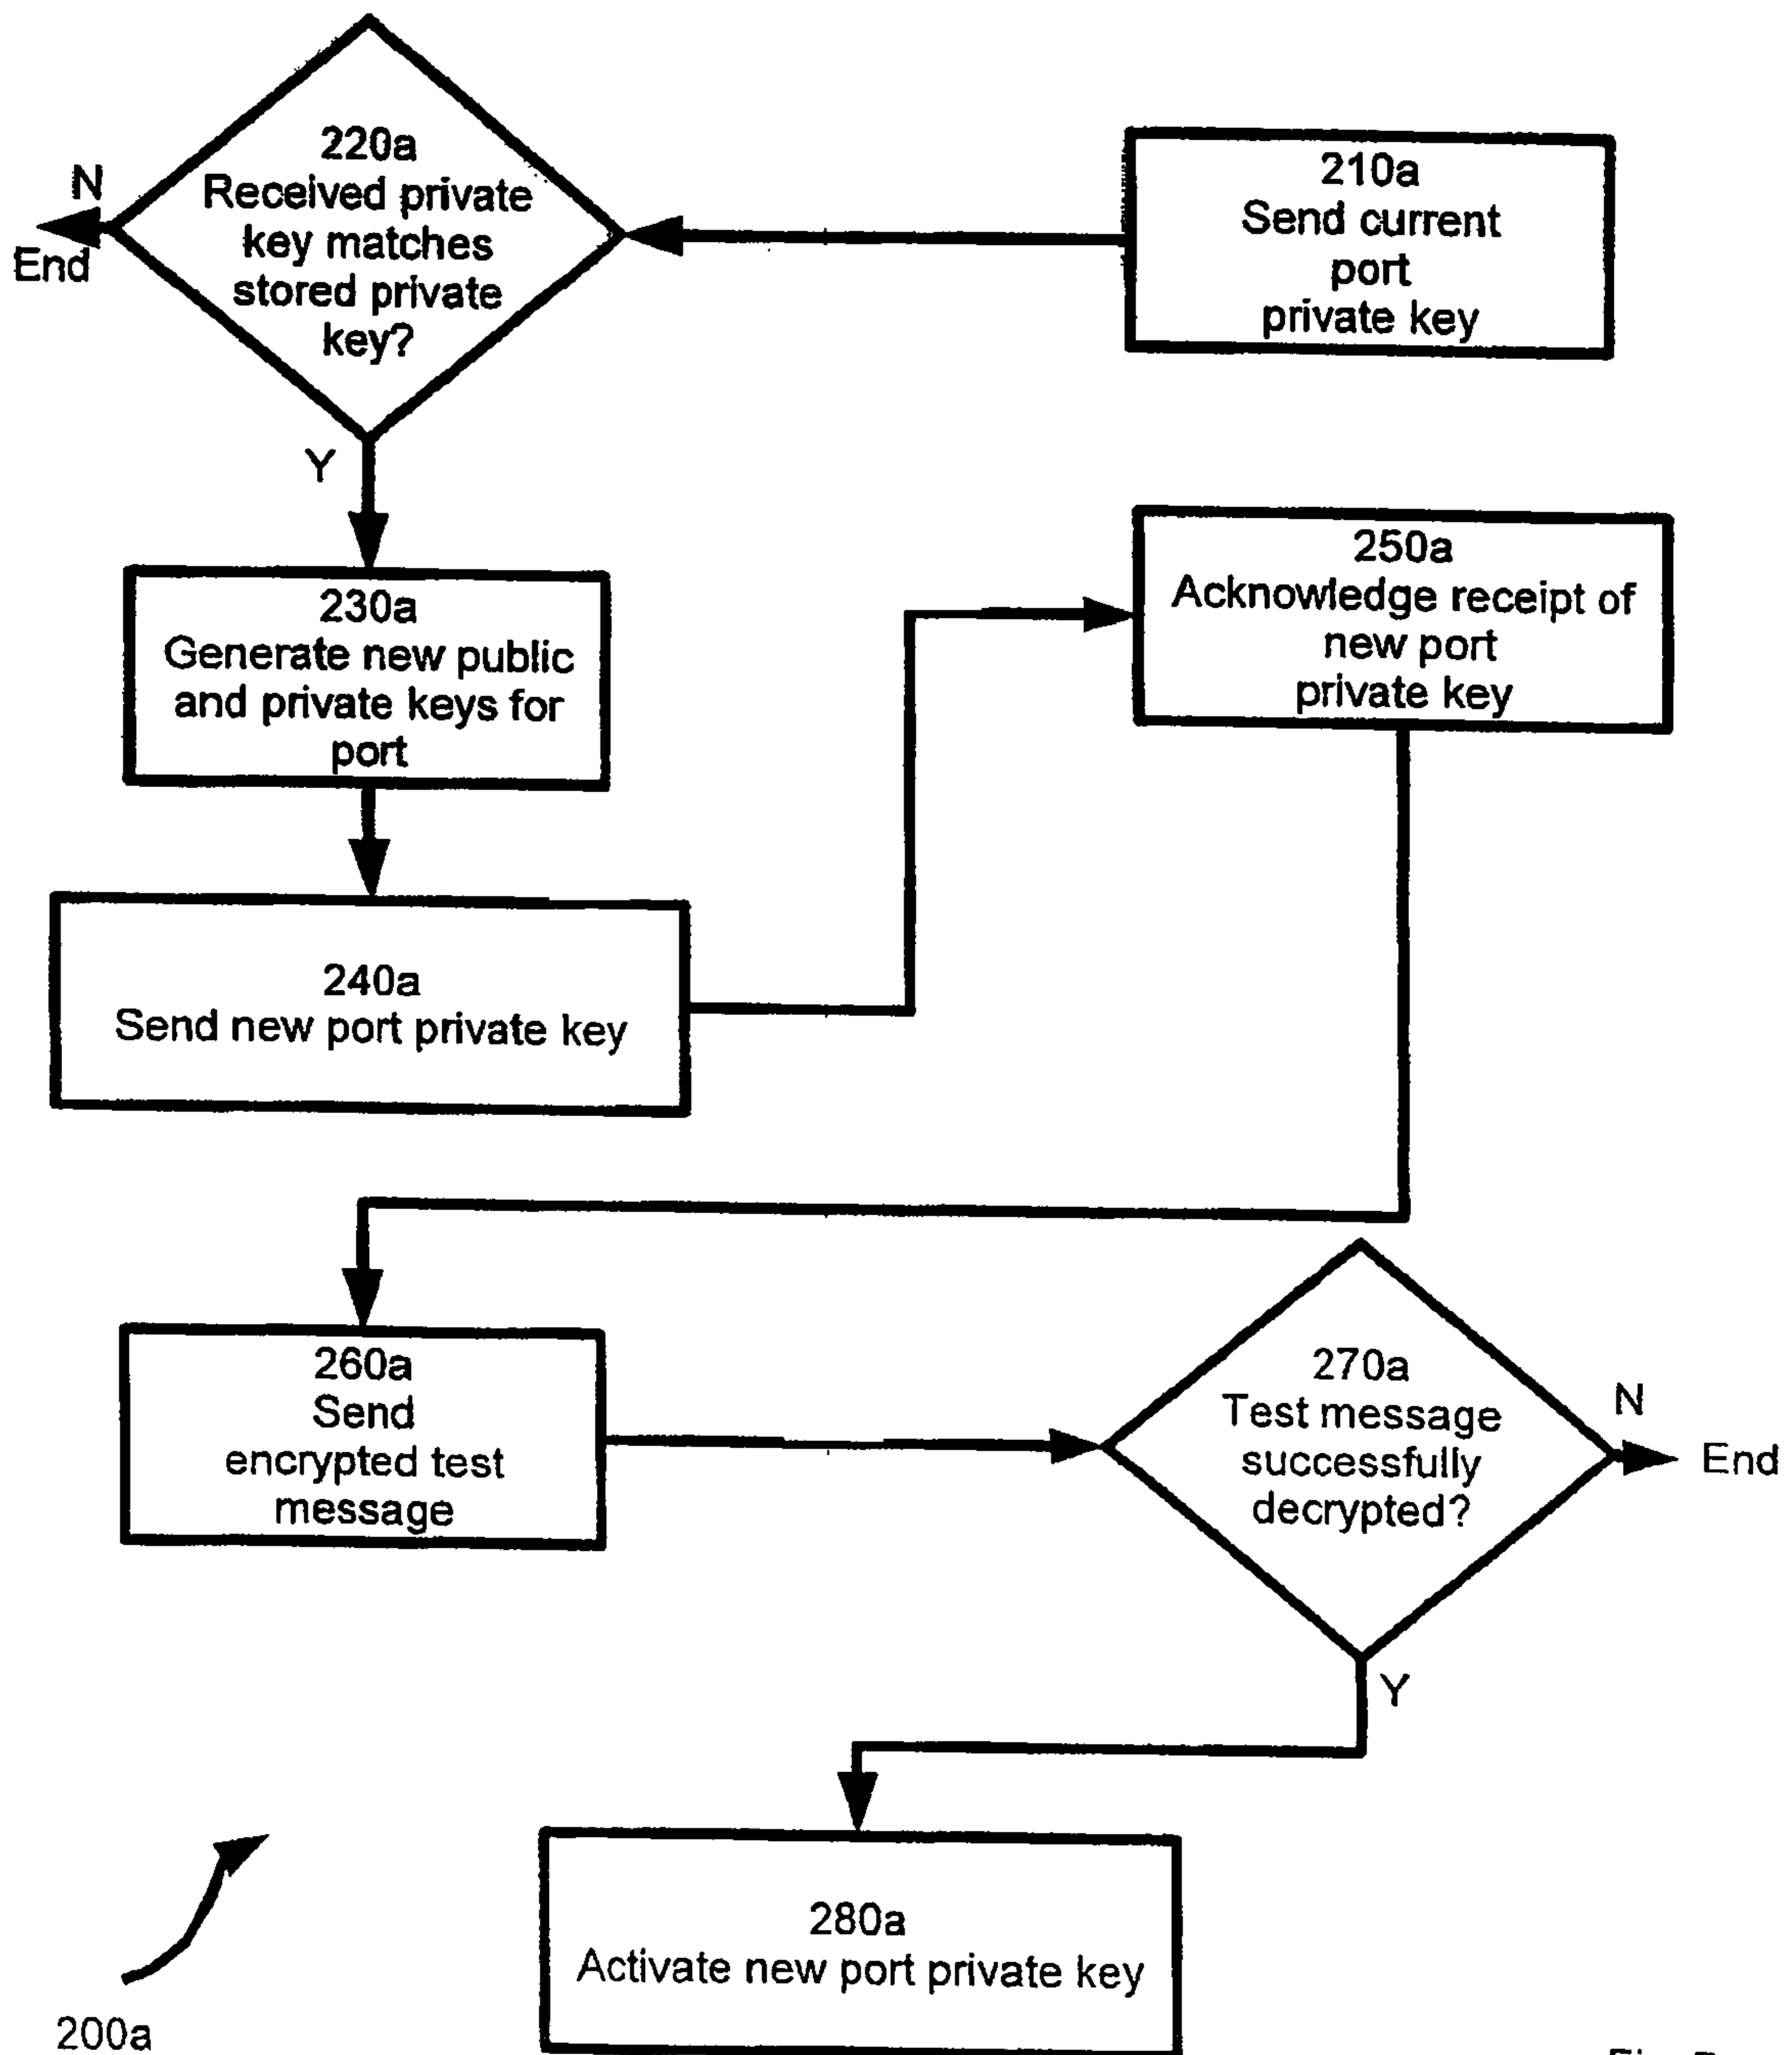 220a
Received private
key matches
stored private
key?
N
End
Y
210a
Send current
port
private key
230a
Generate new public
and private keys for
port
250a
Acknowledge receipt of
new port
private key
240a
Send new port private key
260a
Send
encrypted test
message
270a
Test message
successfully
decrypted?
N
End
Y
280a
Activate new port private key
200a